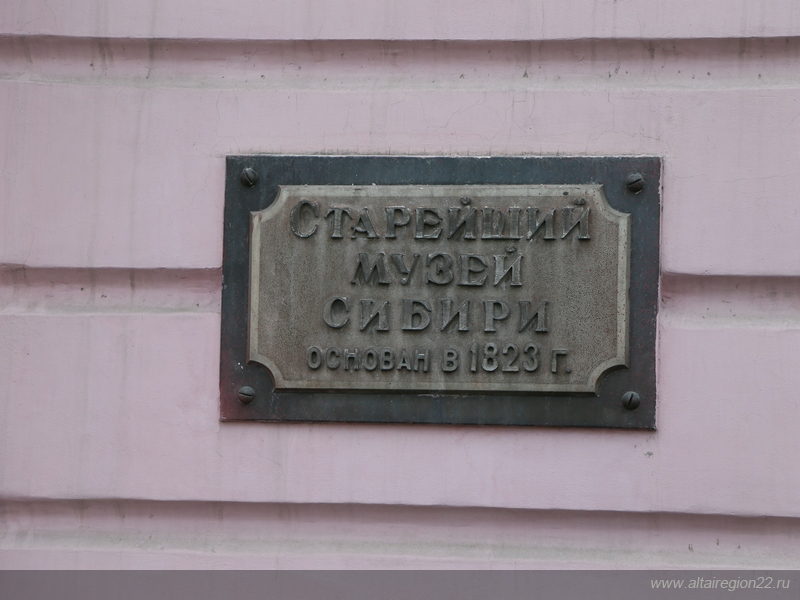 Старейший
музей
Сибири
основан в 1823 г.
www.altairegion22.ru